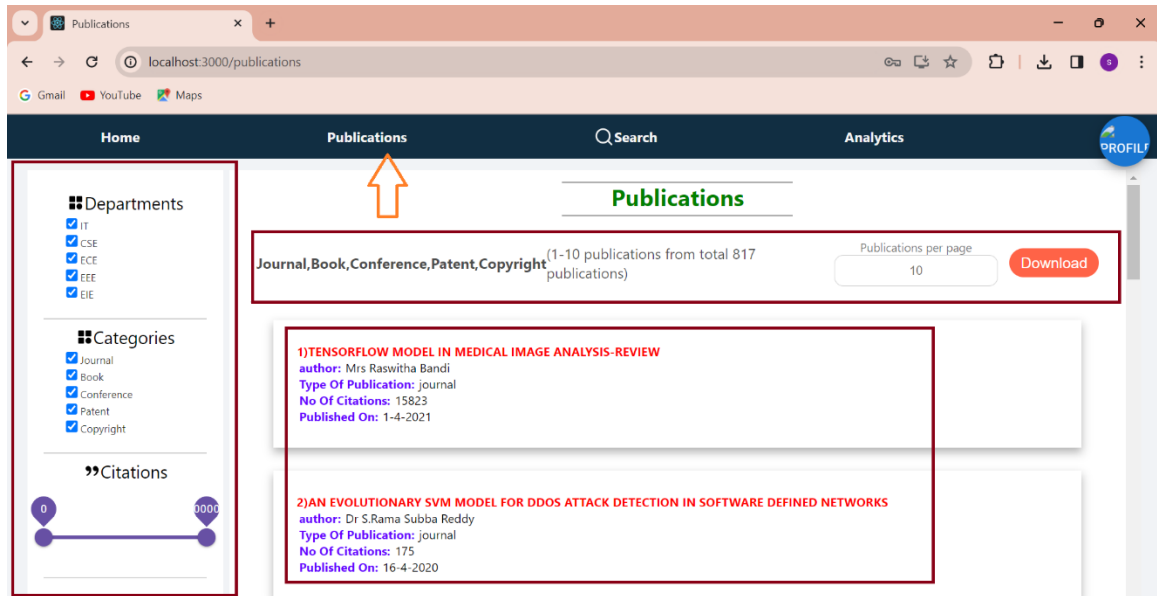 Publications
localhost:3000/publications
Gmail YouTube Maps
S
Home Publications Search Analytics
PROFILE
Departments
IT
CSE
ECE
EEE
EIE
Categories
Journal
Book
Conference
Patent
Copyright
Citations
0 0000
Publications
Journal,Book,Conference,Patent,Copyright (1-10 publications from total 817
publications)
Publications per page
10
Download
1)TENSORFLOW MODEL IN MEDICAL IMAGE ANALYSIS-REVIEW
author: Mrs Raswitha Bandi
Type Of Publication: journal
No Of Citations: 15823
Published On: 1-4-2021
2)AN EVOLUTIONARY SVM MODEL FOR DDOS ATTACK DETECTION IN SOFTWARE DEFINED NETWORKS
author: Dr S.Rama Subba Reddy
Type Of Publication: journal
No Of Citations: 175
Published On: 16-4-2020